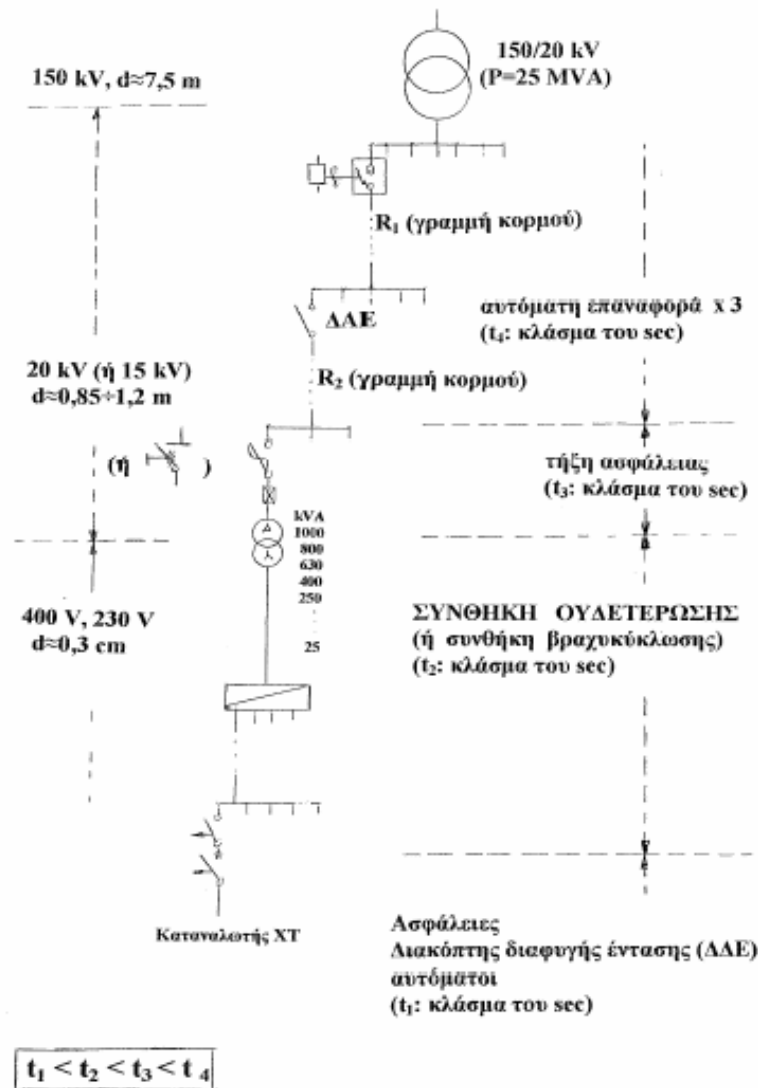 150/20 kV
(P=25 MVA)
150 kV, d≈7,5 m
R₁ (γραμμή κορμού)
ΔΑΕ
αυτόματη επαναφορά x 3
(t₄: κλάσμα του sec)
20 kV (ή 15 kV)
d≈0,85÷1,2 m
R₂ (γραμμή κορμού)
(ή )
τήξη ασφάλειας
(t₃: κλάσμα του sec)
kVA
1000
800
630
400
250
.
.
25
Δ
⅄
400 V, 230 V
d≈0,3 cm
ΣΥΝΘΗΚΗ ΟΥΔΕΤΕΡΩΣΗΣ
(ή συνθήκη βραχυκύκλωσης)
(t₂: κλάσμα του sec)
Καταναλωτής ΧΤ
Ασφάλειες
Διακόπτης διαφυγής έντασης (ΔΔΕ)
αυτόματοι
(t₁: κλάσμα του sec)
t₁ < t₂ < t₃ < t ₄